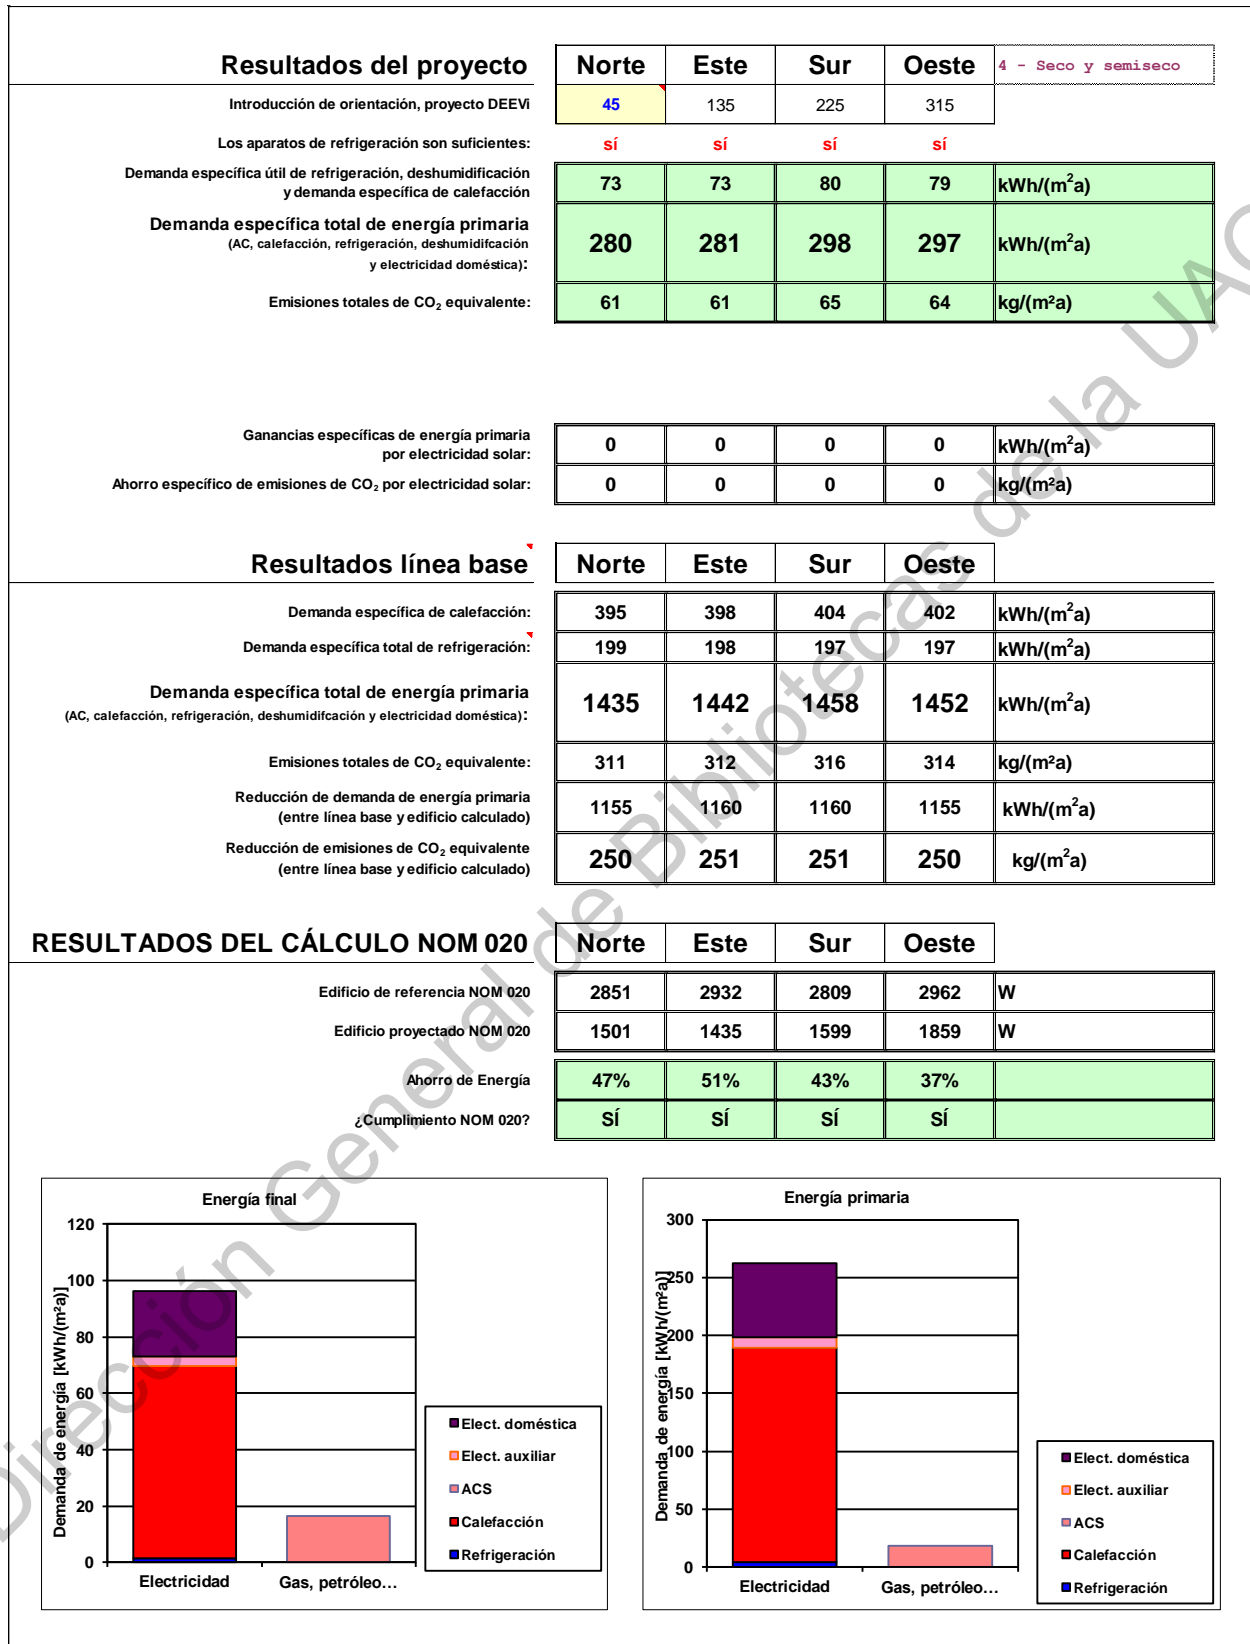 Resultados del proyecto Norte Este Sur Oeste 4 - Seco y semiseco
Introducción de orientación, proyecto DEEVi 45 135 225 315
Los aparatos de refrigeración son suficientes: sí sí sí sí
Demanda específica útil de refrigeración, deshumidificación
y demanda específica de calefacción 73 73 80 79 kWh/(m²a)
Demanda específica total de energía primaria
(AC, calefacción, refrigeración, deshumidifcación
y electricidad doméstica): 280 281 298 297 kWh/(m²a)
Emisiones totales de CO₂ equivalente: 61 61 65 64 kg/(m²a)
Ganancias específicas de energía primaria
por electricidad solar: 0 0 0 0 kWh/(m²a)
Ahorro específico de emisiones de CO₂ por electricidad solar: 0 0 0 0 kg/(m²a)
Resultados línea base Norte Este Sur Oeste
Demanda específica de calefacción: 395 398 404 402 kWh/(m²a)
Demanda específica total de refrigeración: 199 198 197 197 kWh/(m²a)
Demanda específica total de energía primaria
(AC, calefacción, refrigeración, deshumidifcación y electricidad doméstica): 1435 1442 1458 1452 kWh/(m²a)
Emisiones totales de CO₂ equivalente: 311 312 316 314 kg/(m²a)
Reducción de demanda de energía primaria
(entre línea base y edificio calculado) 1155 1160 1160 1155 kWh/(m²a)
Reducción de emisiones de CO₂ equivalente
(entre línea base y edificio calculado) 250 251 251 250 kg/(m²a)
RESULTADOS DEL CÁLCULO NOM 020 Norte Este Sur Oeste
Edificio de referencia NOM 020 2851 2932 2809 2962 W
Edificio proyectado NOM 020 1501 1435 1599 1859 W
Ahorro de Energía 47% 51% 43% 37%
¿Cumplimiento NOM 020? SÍ SÍ SÍ SÍ
Energía final
Demanda de energía [kWh/(m²a)]
120
100
80
60
40
20
0
Electricidad Gas, petróleo…
Elect. doméstica
Elect. auxiliar
ACS
Calefacción
Refrigeración
Energía primaria
Demanda de energía [kWh/(m²a)]
300
250
200
150
100
50
0
Electricidad Gas, petróleo…
Elect. doméstica
Elect. auxiliar
ACS
Calefacción
Refrigeración
Dirección General de Bibliotecas de la UAQ